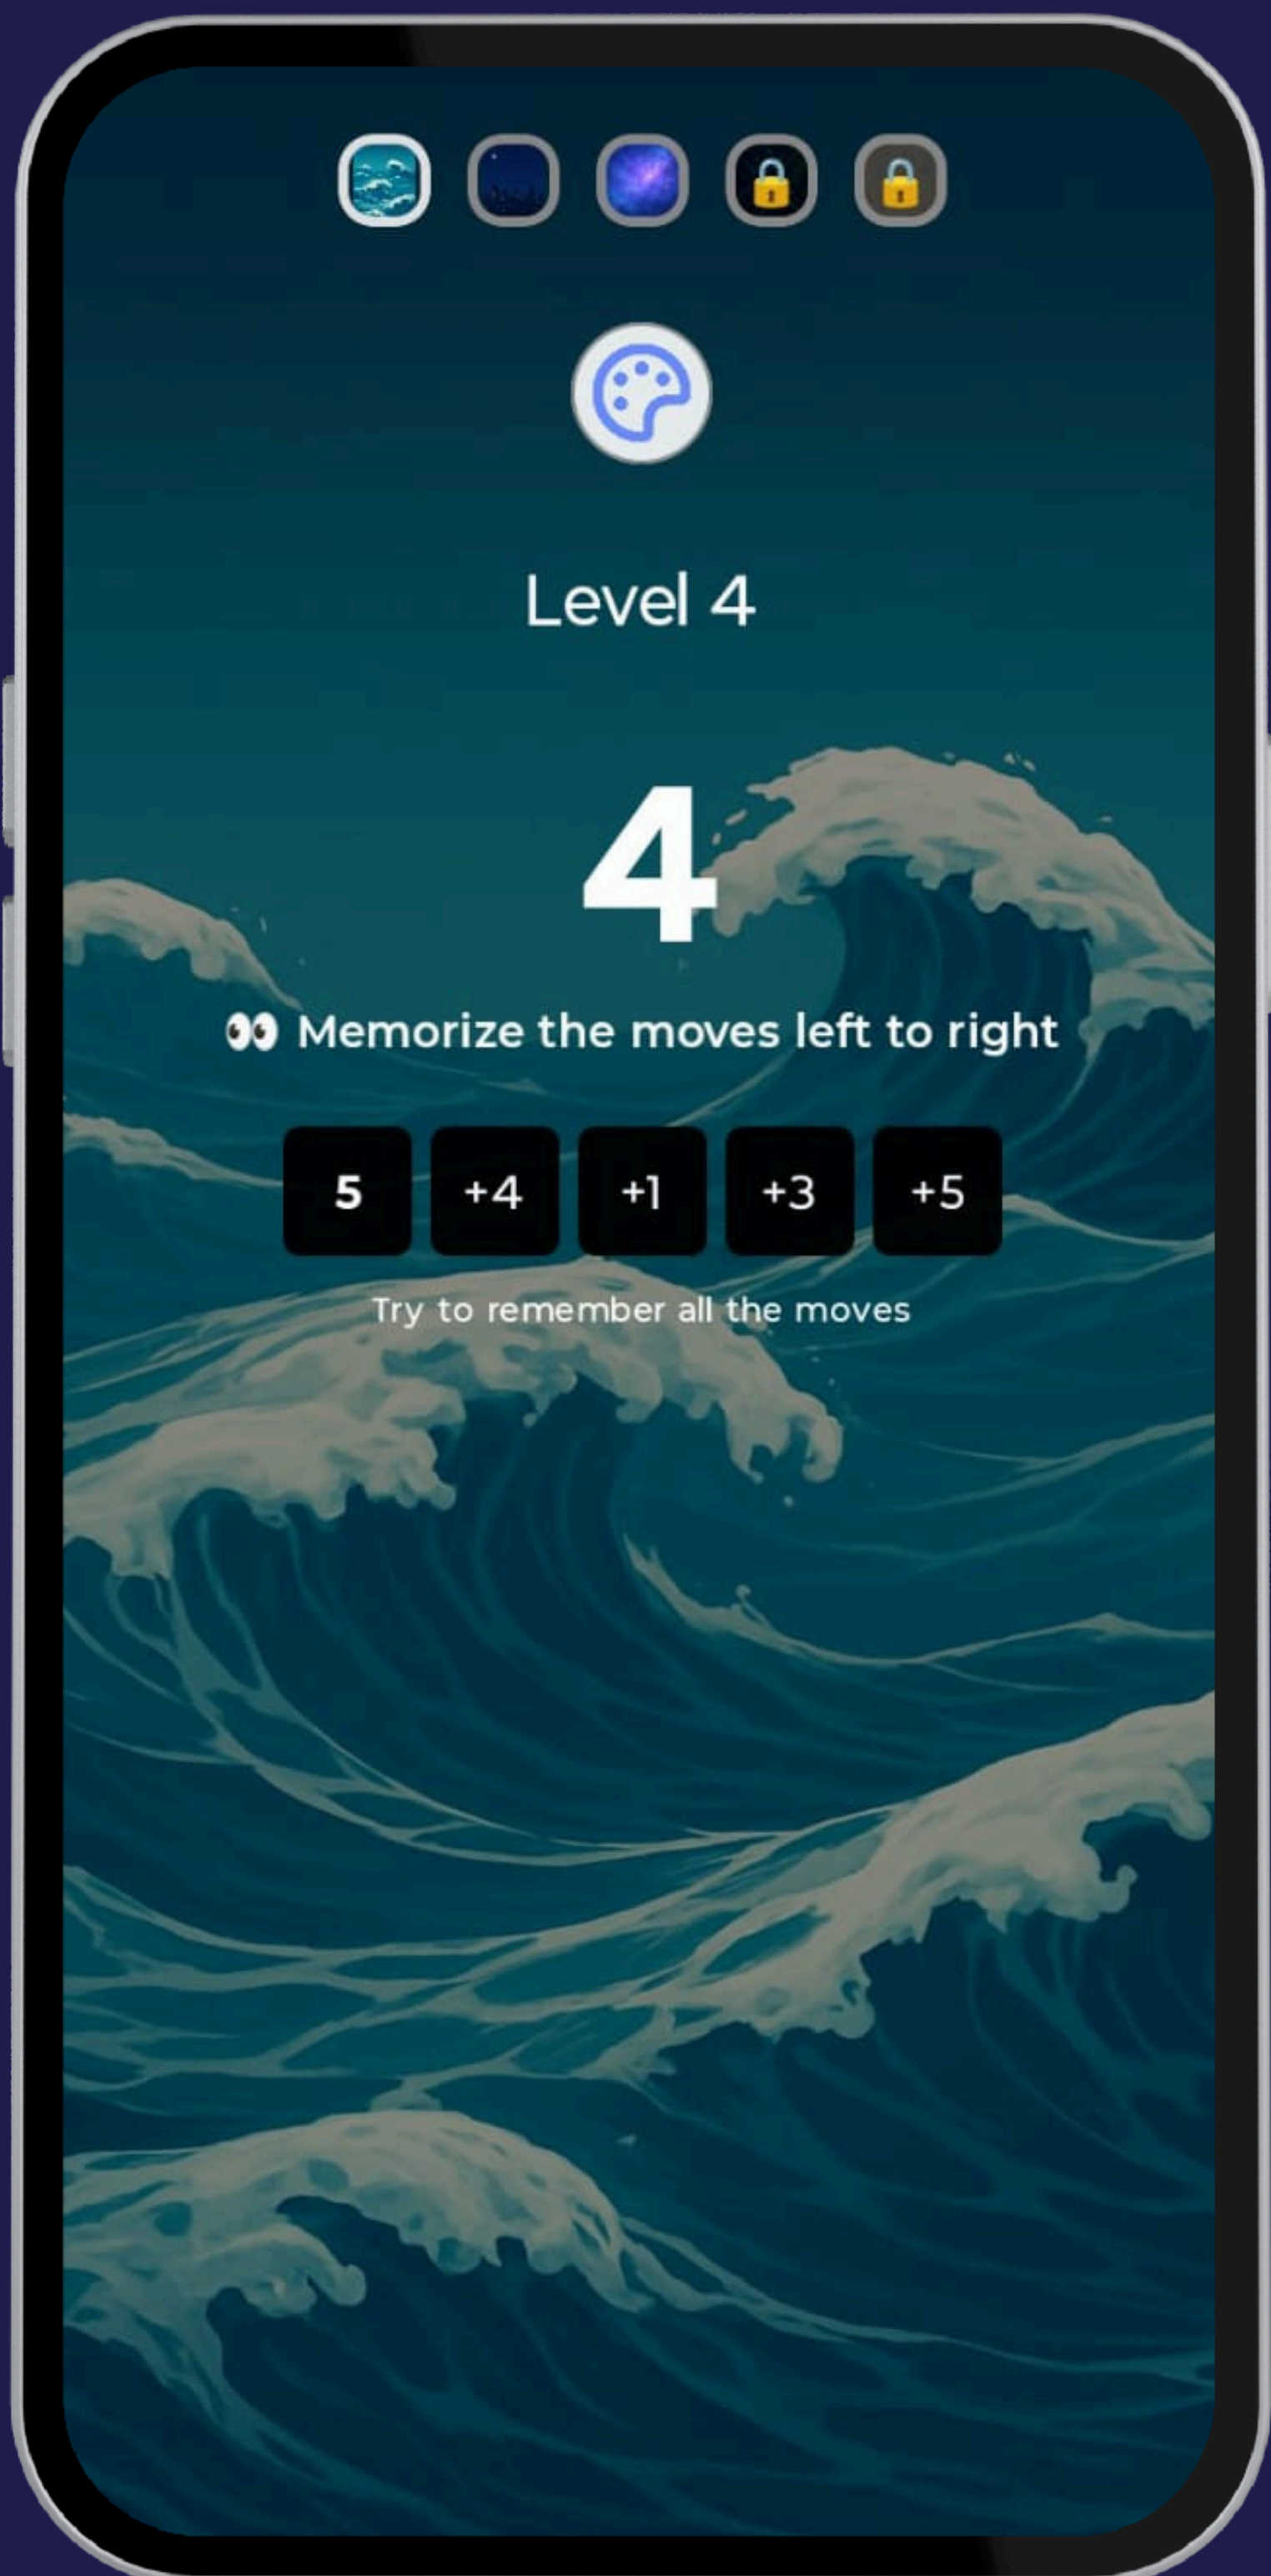 Level 4
4
👀 Memorize the moves left to right
5 +4 +1 +3 +5
Try to remember all the moves